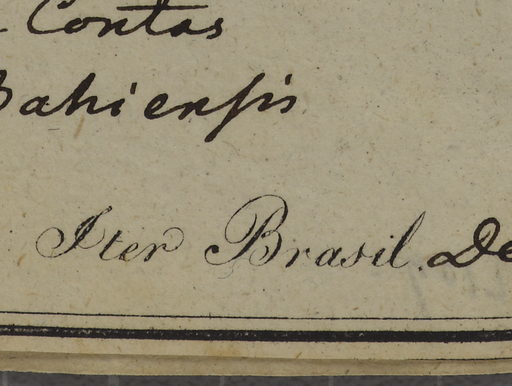 Contas
Bahiensis
Iter Brasil. De